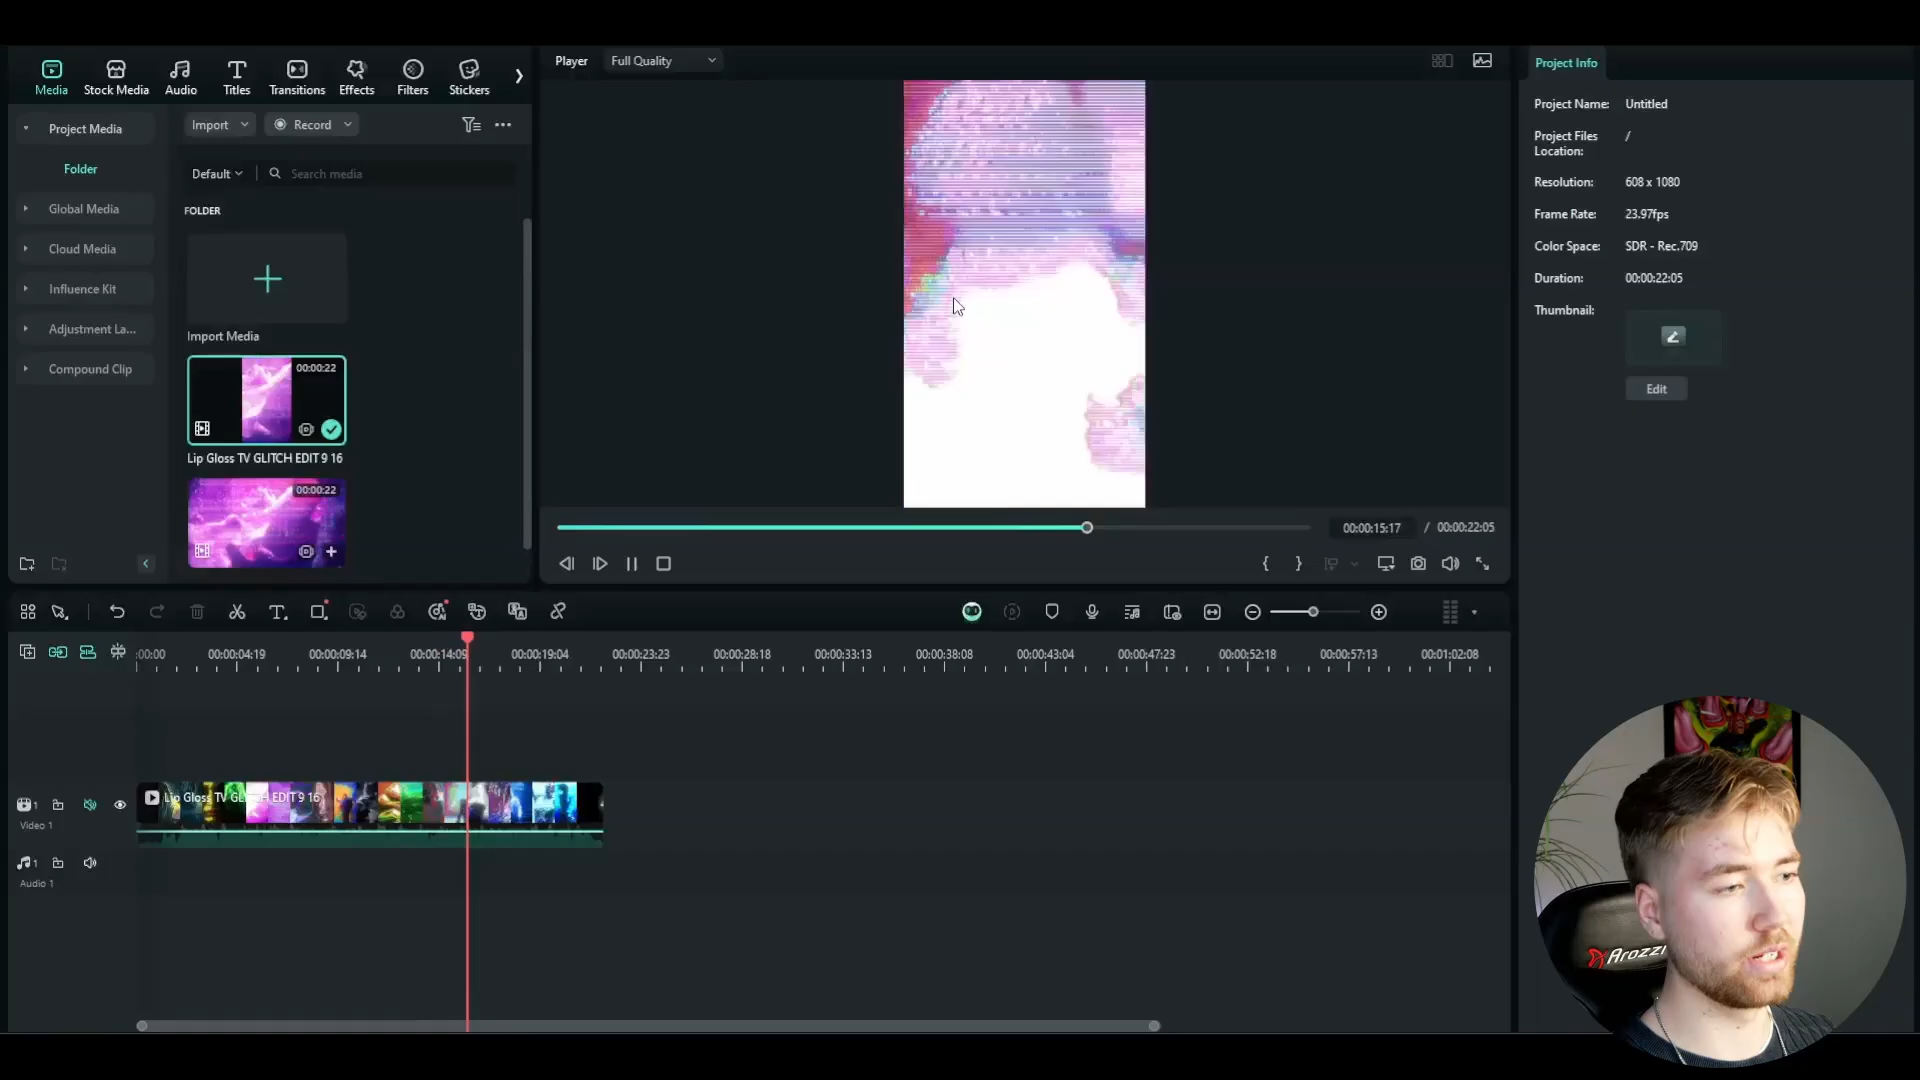 Media
Stock Media
Audio
Titles
Transitions
Effects
Filters
Stickers
Player
Full Quality
Project Info
Project Media
Folder
Global Media
Cloud Media
Influence Kit
Adjustment La...
Compound Clip
Import
Record
Default
Search media
FOLDER
Import Media
00:00:22
Lip Gloss TV GLITCH EDIT 9 16
00:00:22
Project Name: Untitled
Project Files Location: /
Resolution: 608 x 1080
Frame Rate: 23.97fps
Color Space: SDR - Rec.709
Duration: 00:00:22:05
Thumbnail:
Edit
00:00:15:17 / 00:00:22:05
:00:00 00:00:04:19 00:00:09:14 00:00:14:09 00:00:19:04 00:00:23:23 00:00:28:18 00:00:33:13 00:00:38:08 00:00:43:04 00:00:47:23 00:00:52:18 00:00:57:13 00:01:02:08
1
Lip Gloss TV GLITCH EDIT 9 16
Video 1
1
Audio 1
Arozzi